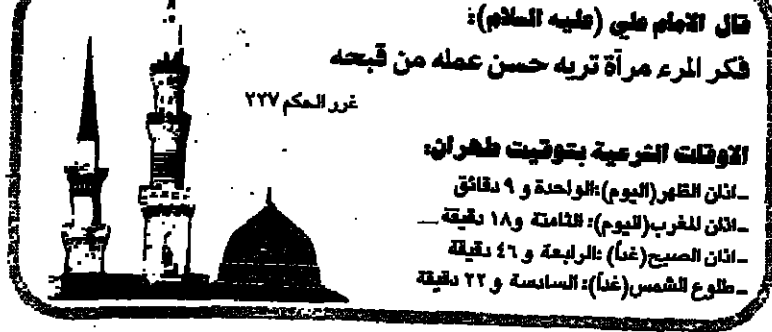 قال الامام علي (عليه السلام):
فكر المرء مرآة تريه حسن عمله من قبحه
غرر الحكم ٢٣٧
الاوقات الشرعية بتوقيت طهران:
ـ اذان الظهر(اليوم): الواحدة و ٩ دقائق
ـ اذان المغرب(اليوم): الثامنة و ١٨ دقيقة
ـ اذان الصبح(غداً): الرابعة و ٤٦ دقيقة
ـ طلوع الشمس(غداً): السادسة و ٢٢ دقيقة